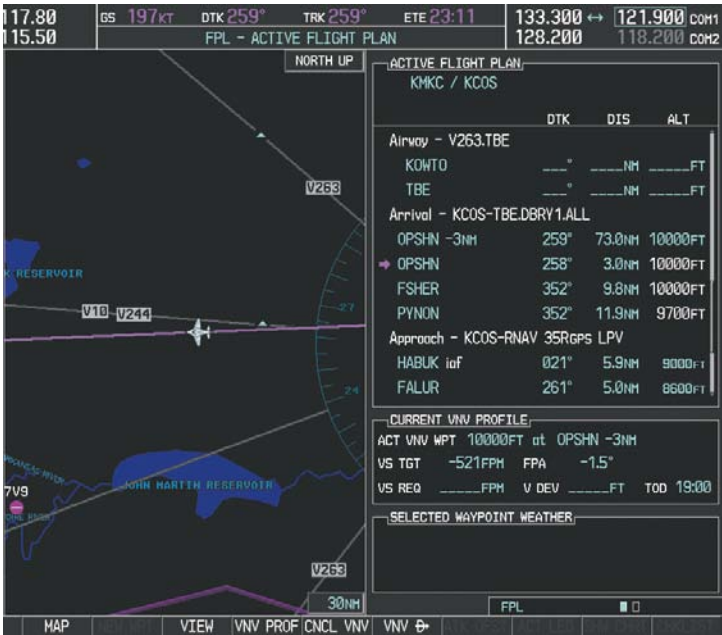 117.80 GS 197KT DTK 259° TRK 259° ETE 23:11 133.300 ↔ 121.900 COM1
115.50 FPL - ACTIVE FLIGHT PLAN 128.200 118.200 COM2
NORTH UP
V263
K RESERVOIR
V10 V244
27
24
JOHN MARTIN RESERVOIR
7V9
V263
30NM
ACTIVE FLIGHT PLAN
KMKC / KCOS
DTK DIS ALT
Airway - V263.TBE
KOWTO ___° ____NM _____FT
TBE ___° ____NM _____FT
Arrival - KCOS-TBE.DBRY1.ALL
OPSHN -3NM 259° 73.0NM 10000FT
OPSHN 258° 3.0NM 10000FT
FSHER 352° 9.8NM 10000FT
PYNON 352° 11.9NM 9700FT
Approach - KCOS-RNAV 35RGPS LPV
HABUK iaf 021° 5.9NM 9000FT
FALUR 261° 5.0NM 8600FT
CURRENT VNV PROFILE
ACT VNV WPT 10000FT at OPSHN -3NM
VS TGT -521FPM FPA -1.5°
VS REQ _____FPM V DEV _____FT TOD 19:00
SELECTED WAYPOINT WEATHER
FPL
MAP VIEW VNV PROF CNCL VNV VNV